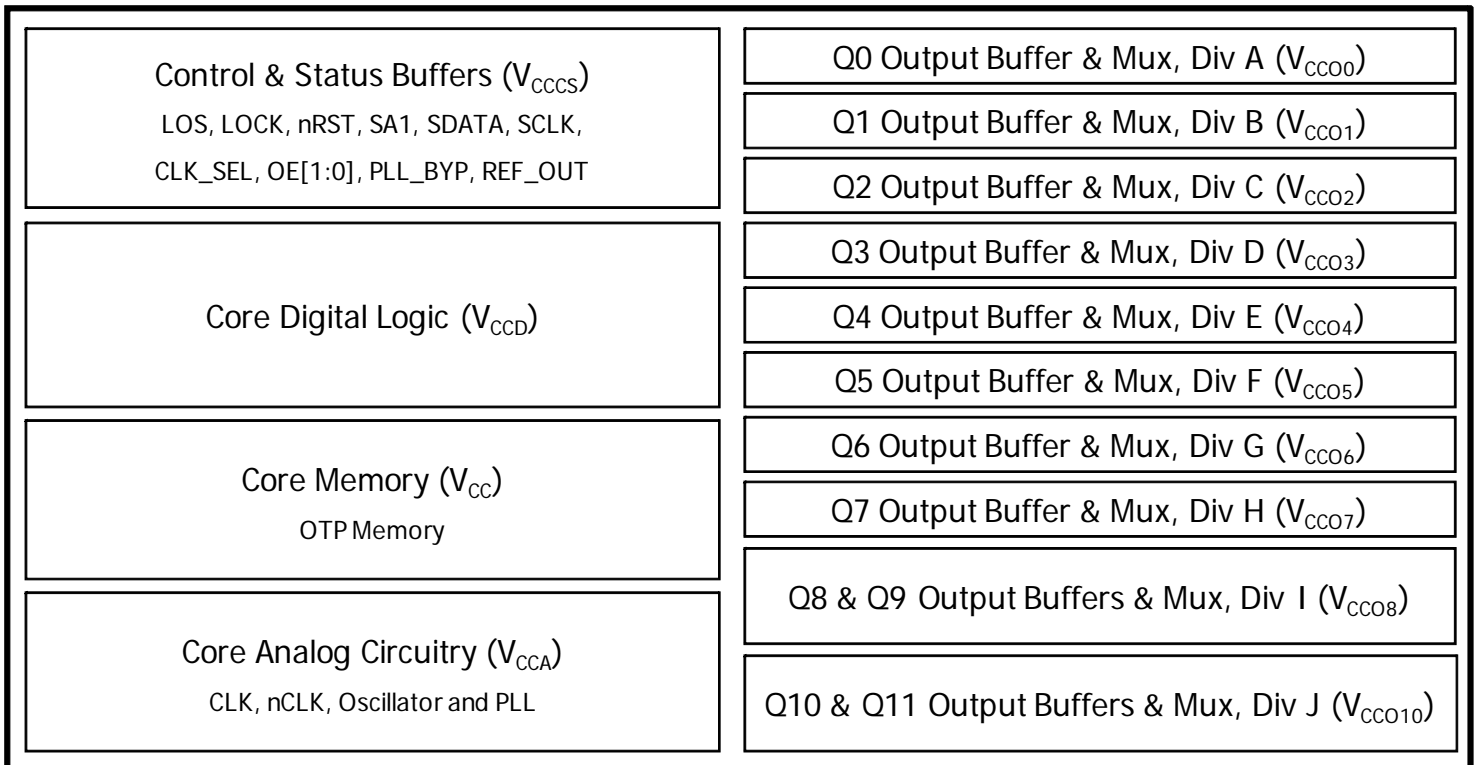 Control & Status Buffers (VCCCS)
LOS, LOCK, nRST, SA1, SDATA, SCLK,
CLK_SEL, OE[1:0], PLL_BYP, REF_OUT
Core Digital Logic (VCCD)
Core Memory (VCC)
OTP Memory
Core Analog Circuitry (VCCA)
CLK, nCLK, Oscillator and PLL
Q0 Output Buffer & Mux, Div A (VCCO0)
Q1 Output Buffer & Mux, Div B (VCCO1)
Q2 Output Buffer & Mux, Div C (VCCO2)
Q3 Output Buffer & Mux, Div D (VCCO3)
Q4 Output Buffer & Mux, Div E (VCCO4)
Q5 Output Buffer & Mux, Div F (VCCO5)
Q6 Output Buffer & Mux, Div G (VCCO6)
Q7 Output Buffer & Mux, Div H (VCCO7)
Q8 & Q9 Output Buffers & Mux, Div I (VCCO8)
Q10 & Q11 Output Buffers & Mux, Div J (VCCO10)